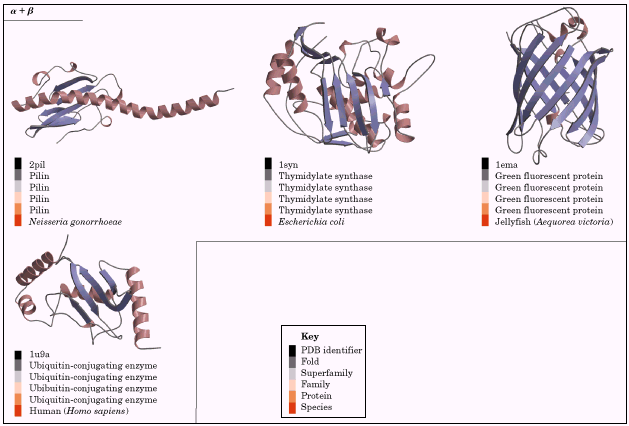 α + β
2pil
Pilin
Pilin
Pilin
Pilin
Neisseria gonorrhoeae
1syn
Thymidylate synthase
Thymidylate synthase
Thymidylate synthase
Thymidylate synthase
Escherichia coli
1ema
Green fluorescent protein
Green fluorescent protein
Green fluorescent protein
Green fluorescent protein
Jellyfish (Aequorea victoria)
1u9a
Ubiquitin-conjugating enzyme
Ubiquitin-conjugating enzyme
Ubibuitin-conjugating enzyme
Ubiquitin-conjugating enzyme
Human (Homo sapiens)
Key
PDB identifier
Fold
Superfamily
Family
Protein
Species